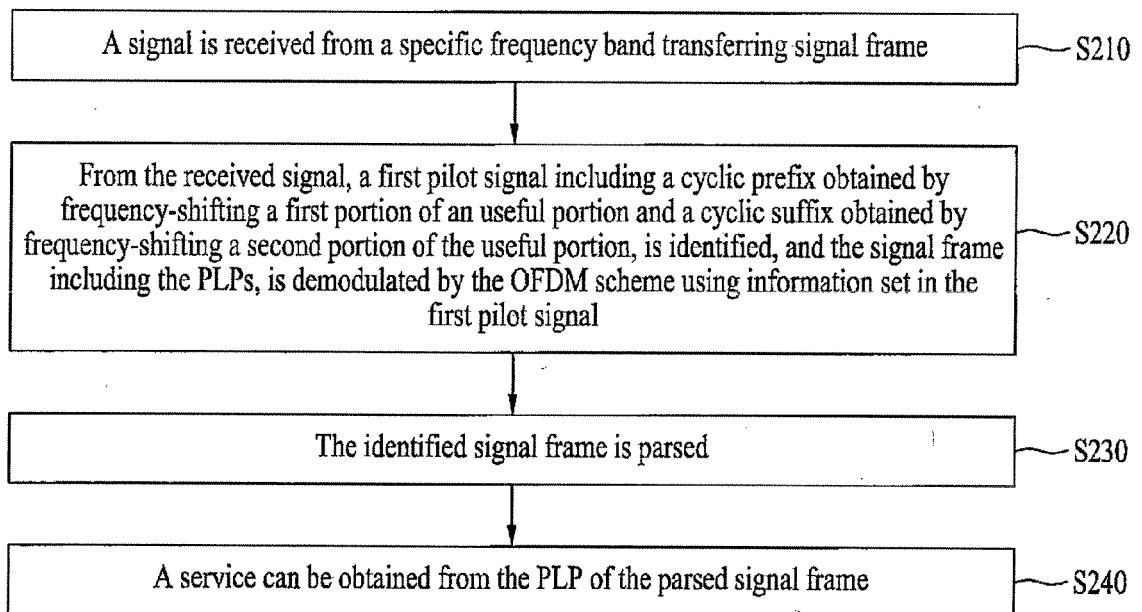 A signal is received from a specific frequency band transferring signal frame
S210
From the received signal, a first pilot signal including a cyclic prefix obtained by
frequency-shifting a first portion of an useful portion and a cyclic suffix obtained by
frequency-shifting a second portion of the useful portion, is identified, and the signal frame
including the PLPs, is demodulated by the OFDM scheme using information set in the
first pilot signal
S220
The identified signal frame is parsed
S230
A service can be obtained from the PLP of the parsed signal frame
S240